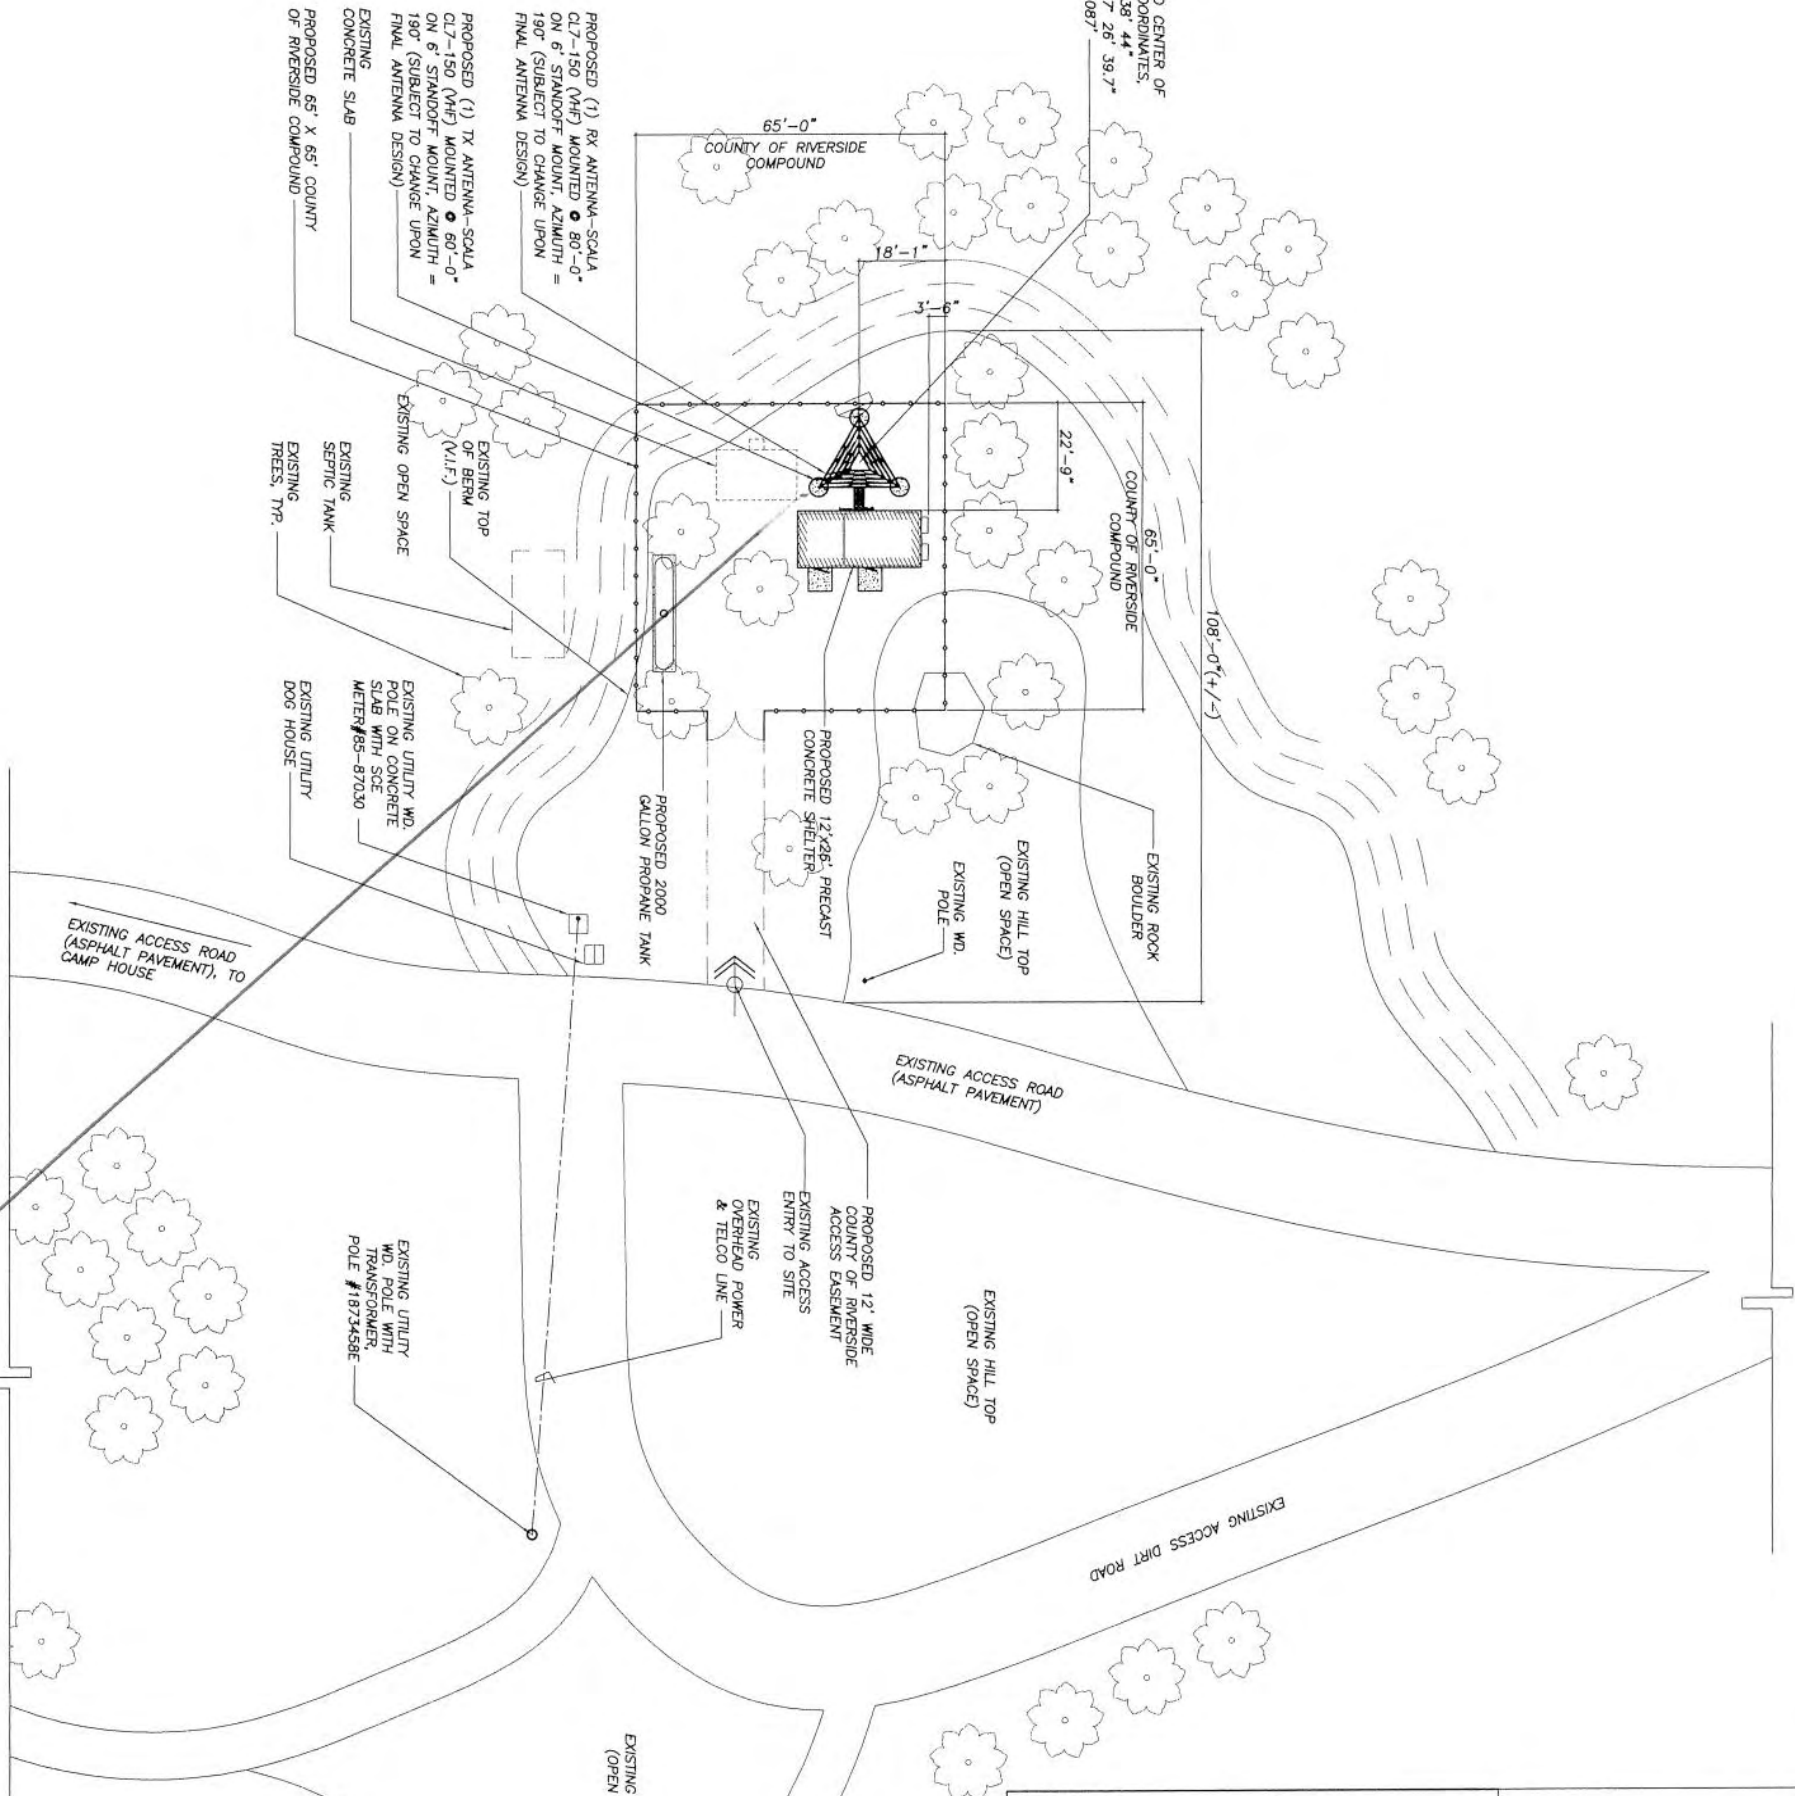 D CENTER OF
OORDINATES,
38' 44"
7' 26' 39.7"
087'
PROPOSED (1) RX ANTENNA-SCALA
CL7-150 (VHF) MOUNTED @ 80'-0"
ON 6' STANDOFF MOUNT, AZIMUTH =
190° (SUBJECT TO CHANGE UPON
FINAL ANTENNA DESIGN)
PROPOSED (1) TX ANTENNA-SCALA
CL7-150 (VHF) MOUNTED @ 60'-0"
ON 6' STANDOFF MOUNT, AZIMUTH =
190° (SUBJECT TO CHANGE UPON
FINAL ANTENNA DESIGN)
EXISTING
CONCRETE SLAB
PROPOSED 65' X 65' COUNTY
OF RIVERSIDE COMPOUND
65'-0"
COUNTY OF RIVERSIDE
COMPOUND
18'-1"
3'-6"
22'-9"
65'-0"
COUNTY OF RIVERSIDE
COMPOUND
108'-0"(+/-)
EXISTING TOP
OF BERM
(V.I.F.)
EXISTING OPEN SPACE
EXISTING
SEPTIC TANK
EXISTING
TREES, TYP.
EXISTING UTILITY WD.
POLE ON CONCRETE
SLAB WITH SCE
METER#85-87030
EXISTING UTILITY
DOG HOUSE
PROPOSED 2000
GALLON PROPANE TANK
PROPOSED 12'x26' PRECAST
CONCRETE SHELTER
EXISTING WD.
POLE
EXISTING HILL TOP
(OPEN SPACE)
EXISTING ROCK
BOULDER
EXISTING ACCESS ROAD
(ASPHALT PAVEMENT), TO
CAMP HOUSE
EXISTING ACCESS ROAD
(ASPHALT PAVEMENT)
PROPOSED 12' WIDE
COUNTY OF RIVERSIDE
ACCESS EASEMENT
EXISTING ACCESS
ENTRY TO SITE
EXISTING
OVERHEAD POWER
& TELCO LINE
EXISTING UTILITY
WD. POLE WITH
TRANSFORMER,
POLE #1873458E
EXISTING HILL TOP
(OPEN SPACE)
EXISTING ACCESS DIRT ROAD
EXISTING
(OPEN